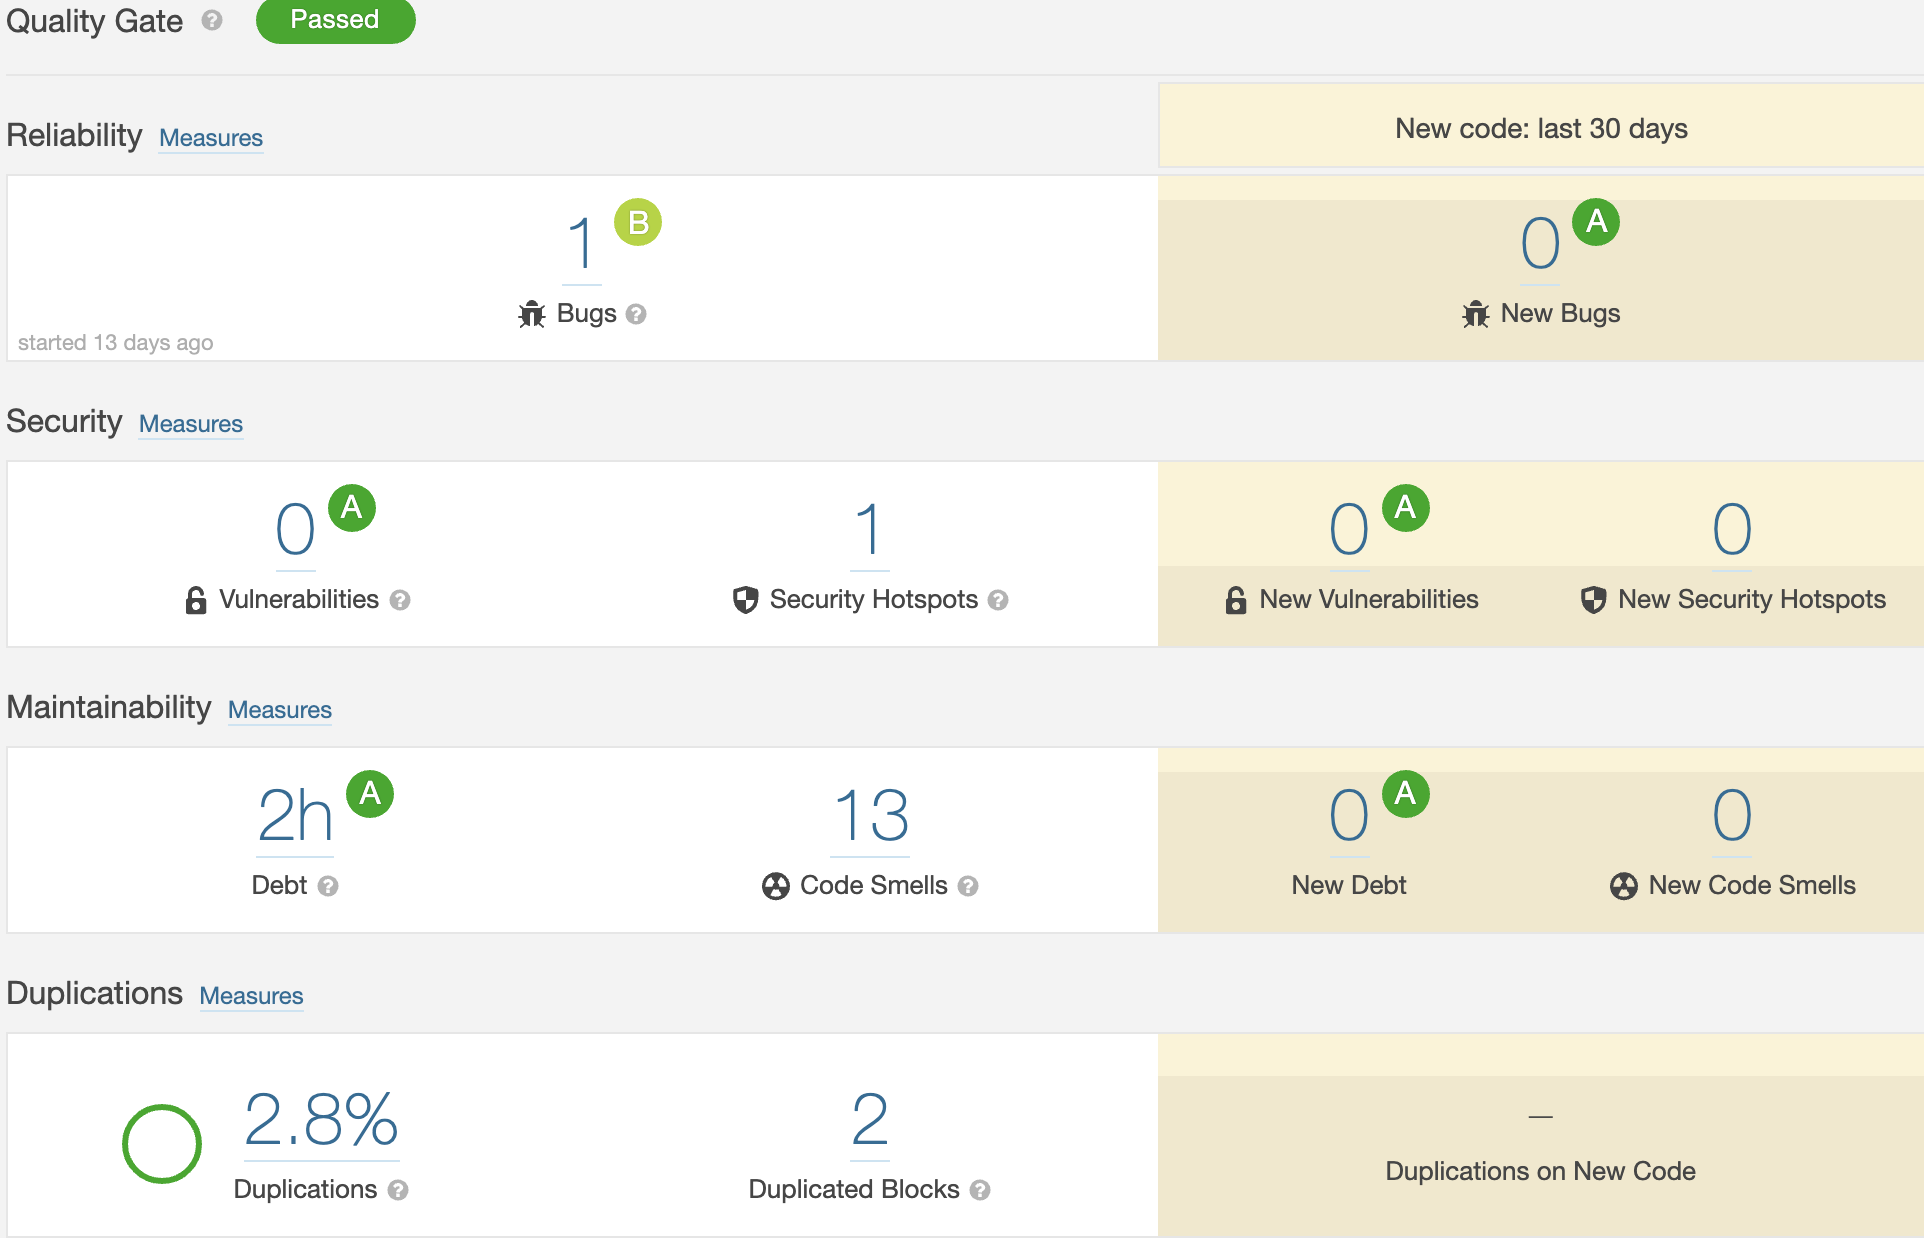 Quality Gate ? Passed
Reliability Measures
New code: last 30 days
1 B
Bugs ?
started 13 days ago
0 A
New Bugs
Security Measures
0 A
Vulnerabilities ?
1
Security Hotspots ?
0 A
New Vulnerabilities
0
New Security Hotspots
Maintainability Measures
2h A
Debt ?
13
Code Smells ?
0 A
New Debt
0
New Code Smells
Duplications Measures
2.8%
Duplications ?
2
Duplicated Blocks ?
—
Duplications on New Code